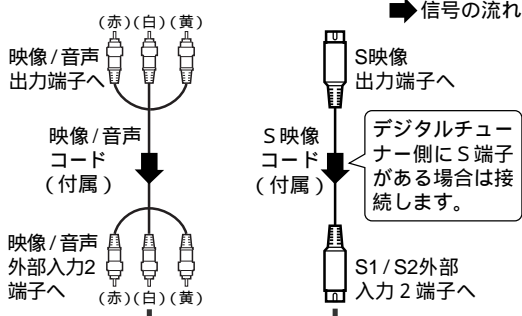 ➡信号の流れ
(赤)(白)(黄)
映像/音声
出力端子へ
S映像
出力端子へ
映像/音声
コード
(付属)
S映像
コード
(付属)
デジタルチュー
ナー側にS端子
がある場合は接
続します。
映像/音声
外部入力2
端子へ
(赤)(白)(黄)
S1/S2外部
入力2端子へ